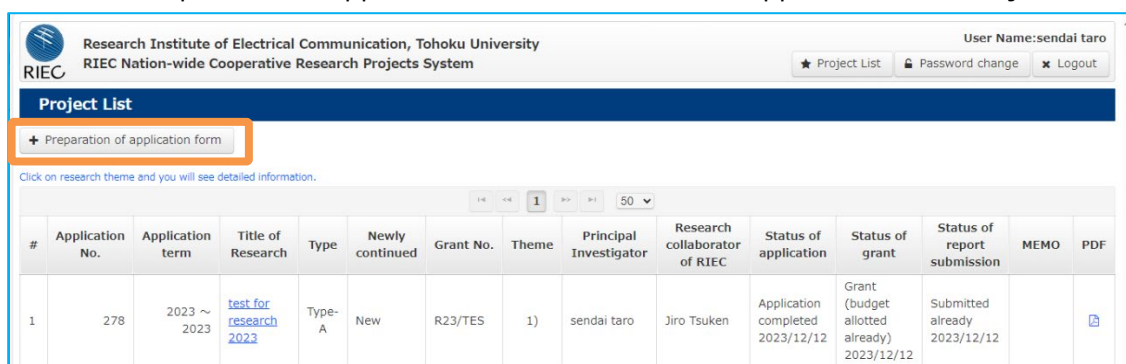 Research Institute of Electrical Communication, Tohoku University
RIEC Nation-wide Cooperative Research Projects System
RIEC
User Name:sendai taro
Project List
Password change
Logout
Project List
Preparation of application form
Click on research theme and you will see detailed information.
1
50
#
Application
No.
Application
term
Title of
Research
Type
Newly
continued
Grant No.
Theme
Principal
Investigator
Research
collaborator
of RIEC
Status of
application
Status of
grant
Status of
report
submission
MEMO
PDF
1
278
2023 ～
2023
test for
research
2023
Type-
A
New
R23/TES
1)
sendai taro
Jiro Tsuken
Application
completed
2023/12/12
Grant
(budget
allotted
already)
2023/12/12
Submitted
already
2023/12/12